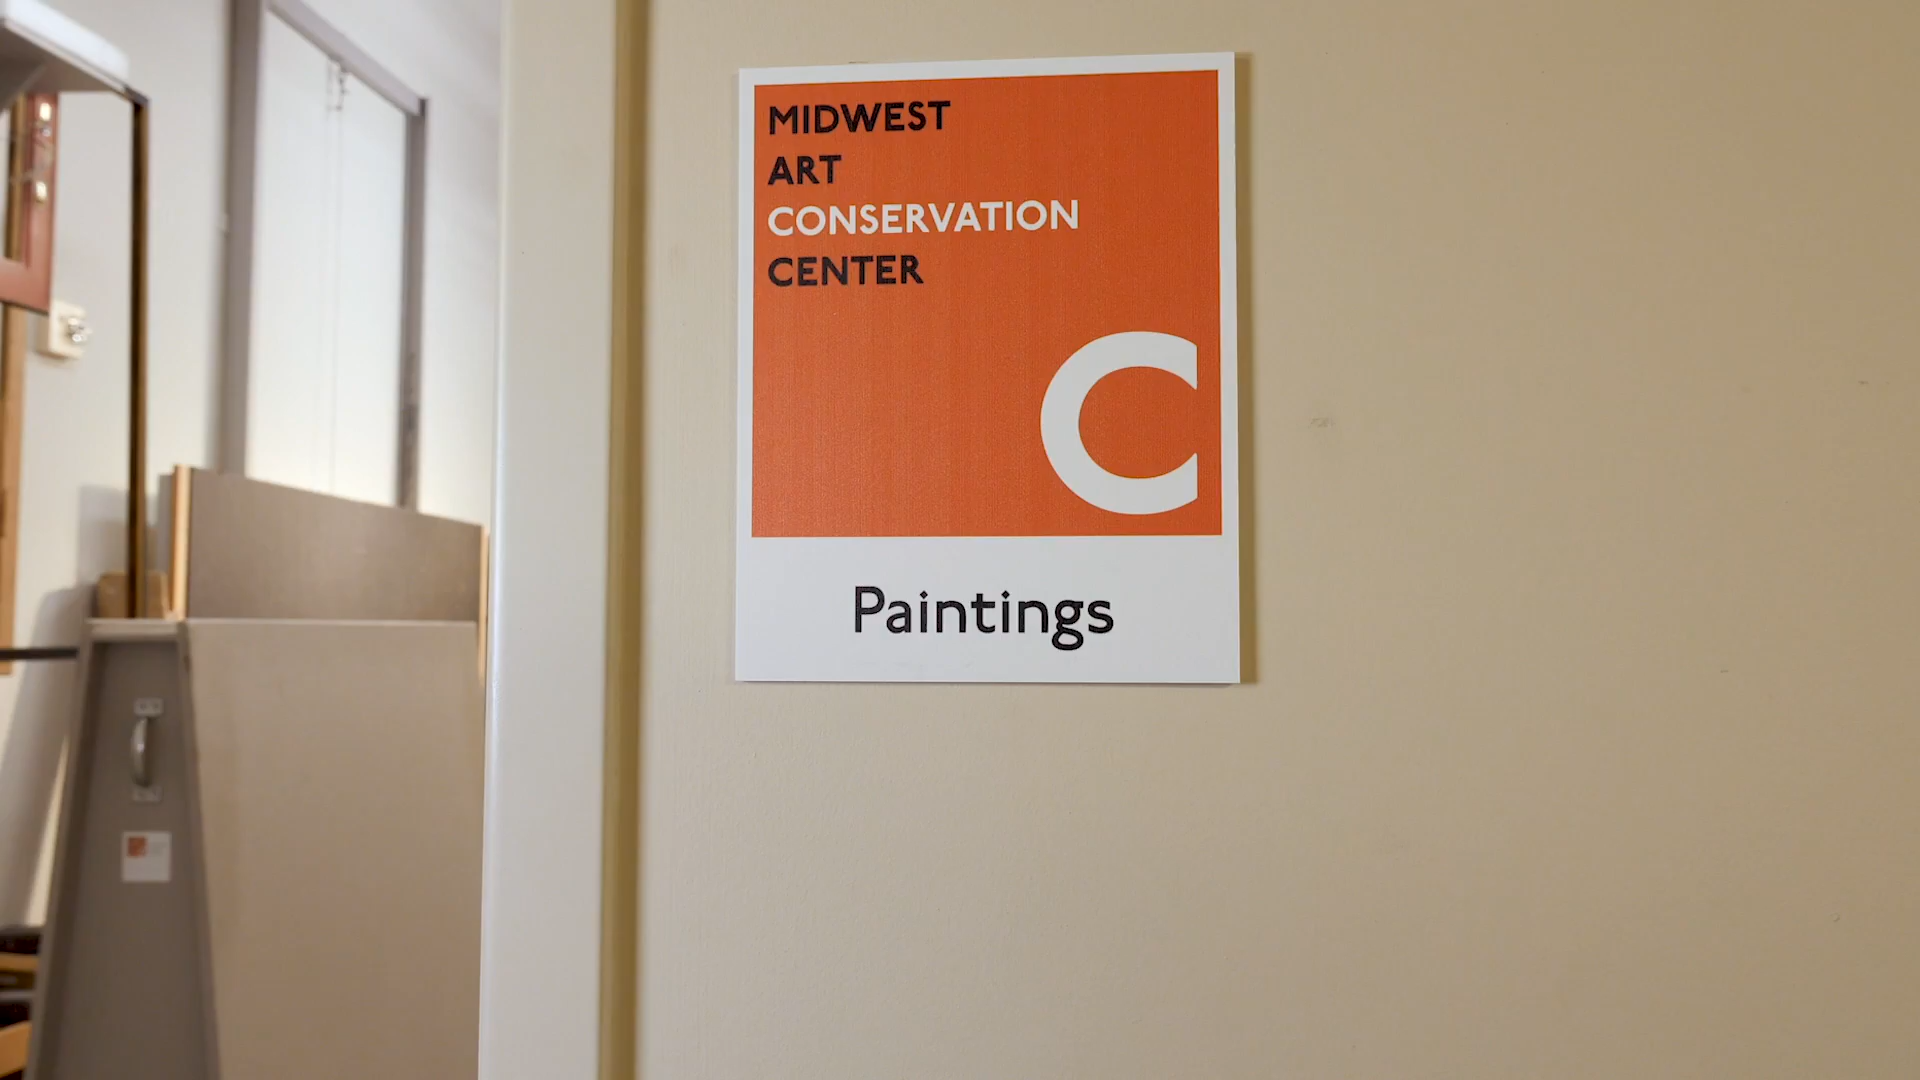 MIDWEST
ART
CONSERVATION
CENTER
C
Paintings